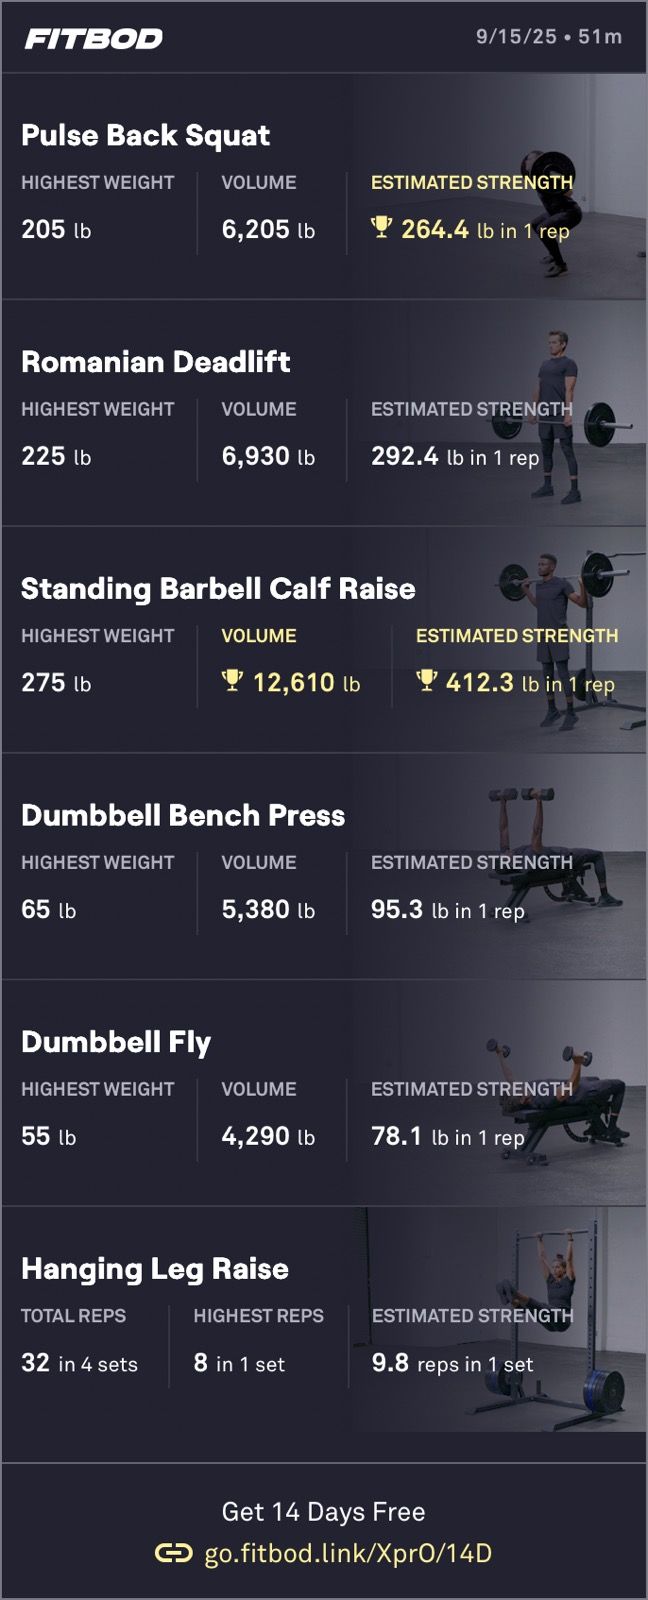 FITBOD
9/15/25 • 51m
Pulse Back Squat
HIGHEST WEIGHT VOLUME ESTIMATED STRENGTH
205 lb 6,205 lb 264.4 lb in 1 rep
Romanian Deadlift
HIGHEST WEIGHT VOLUME ESTIMATED STRENGTH
225 lb 6,930 lb 292.4 lb in 1 rep
Standing Barbell Calf Raise
HIGHEST WEIGHT VOLUME ESTIMATED STRENGTH
275 lb 12,610 lb 412.3 lb in 1 rep
Dumbbell Bench Press
HIGHEST WEIGHT VOLUME ESTIMATED STRENGTH
65 lb 5,380 lb 95.3 lb in 1 rep
Dumbbell Fly
HIGHEST WEIGHT VOLUME ESTIMATED STRENGTH
55 lb 4,290 lb 78.1 lb in 1 rep
Hanging Leg Raise
TOTAL REPS HIGHEST REPS ESTIMATED STRENGTH
32 in 4 sets 8 in 1 set 9.8 reps in 1 set
Get 14 Days Free
go.fitbod.link/XprO/14D